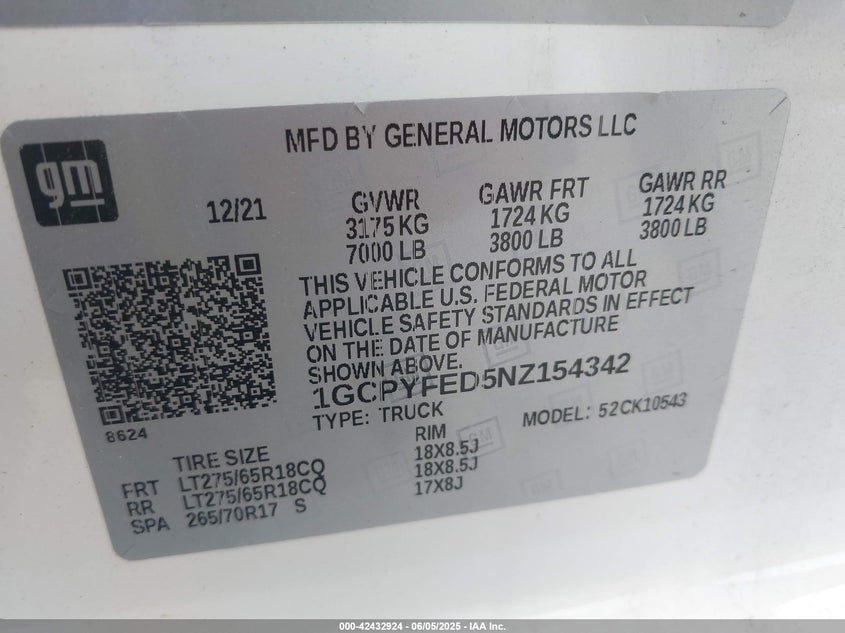 gm
MFD BY GENERAL MOTORS LLC
12/21
GVWR
3175 KG
7000 LB
GAWR FRT
1724 KG
3800 LB
GAWR RR
1724 KG
3800 LB
THIS VEHICLE CONFORMS TO ALL
APPLICABLE U.S. FEDERAL MOTOR
VEHICLE SAFETY STANDARDS IN EFFECT
ON THE DATE OF MANUFACTURE
SHOWN ABOVE.
1GCPYFED5NZ154342
TYPE: TRUCK
MODEL: 52CK10543
8624
TIRE SIZE RIM
FRT LT275/65R18CQ 18X8.5J
RR LT275/65R18CQ 18X8.5J
SPA 265/70R17 S 17X8J
000-42432924 - 06/05/2025 - IAA Inc.